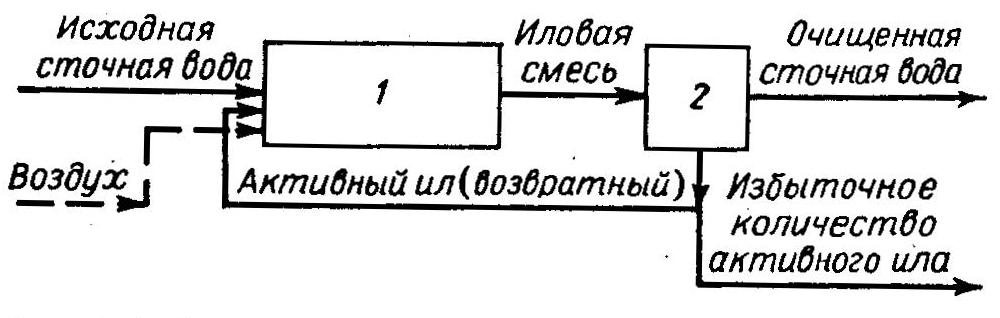 Исходная
сточная вода
1
Иловая
смесь
2
Очищенная
сточная вода
Воздух
Активный ил (возвратный)
Избыточное
количество
активного ила